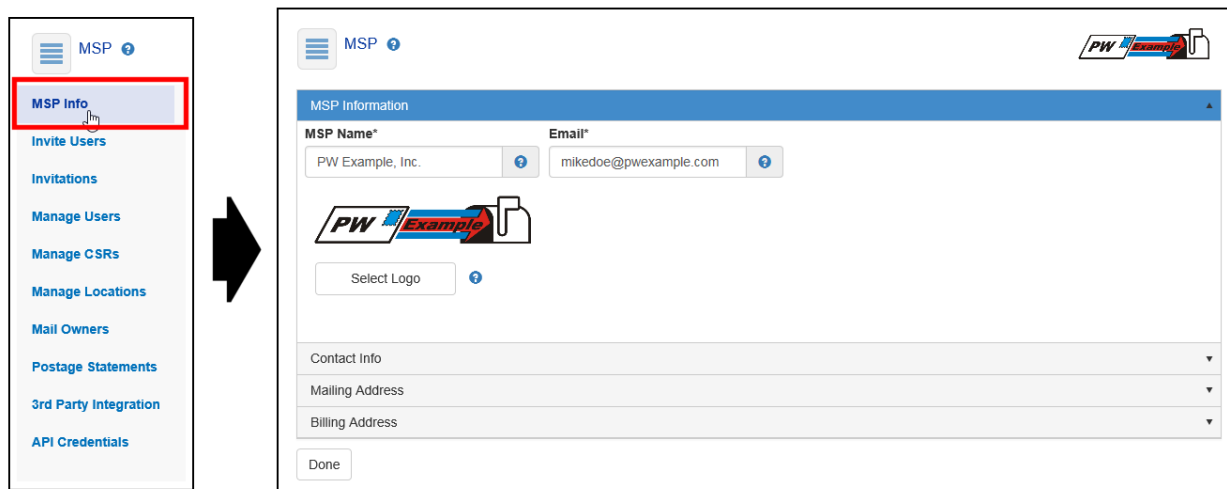 MSP
MSP Info
Invite Users
Invitations
Manage Users
Manage CSRs
Manage Locations
Mail Owners
Postage Statements
3rd Party Integration
API Credentials
MSP
PW Example
MSP Information
MSP Name* Email*
PW Example, Inc. mikedoe@pwexample.com
PW Example
Select Logo
Contact Info
Mailing Address
Billing Address
Done